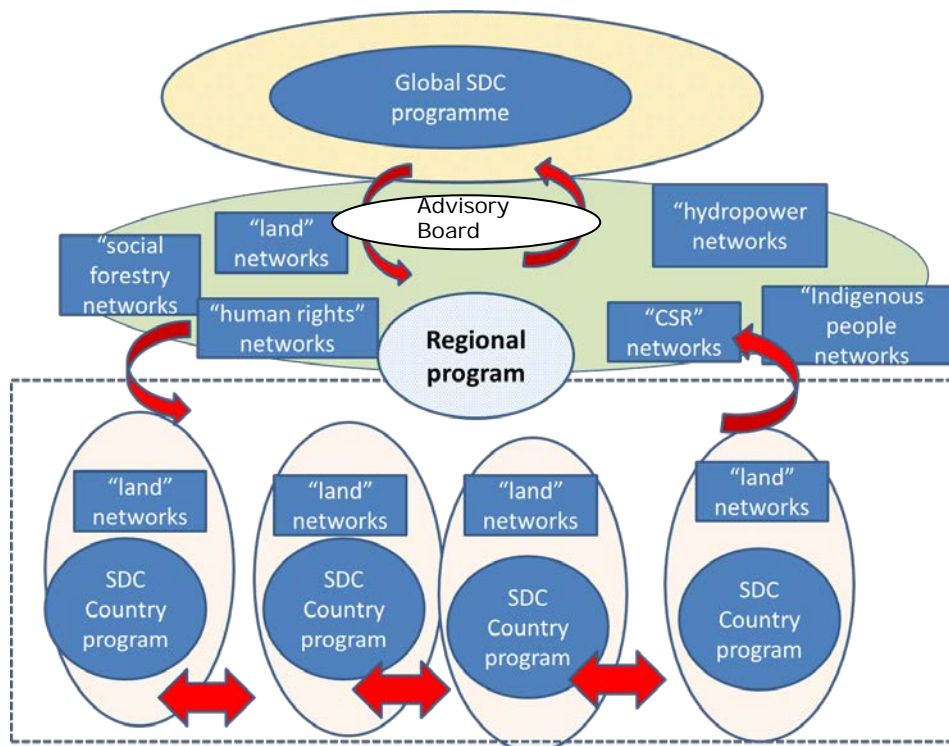 Global SDC
programme
Advisory
Board
“land”
networks
“hydropower
networks”
“social
forestry
networks
“human rights”
networks
Regional
program
“CSR”
networks
“Indigenous
people
networks
“land”
networks
“land”
networks
“land”
networks
“land”
networks
SDC
Country
program
SDC
Country
program
SDC
Country
program
SDC
Country
program